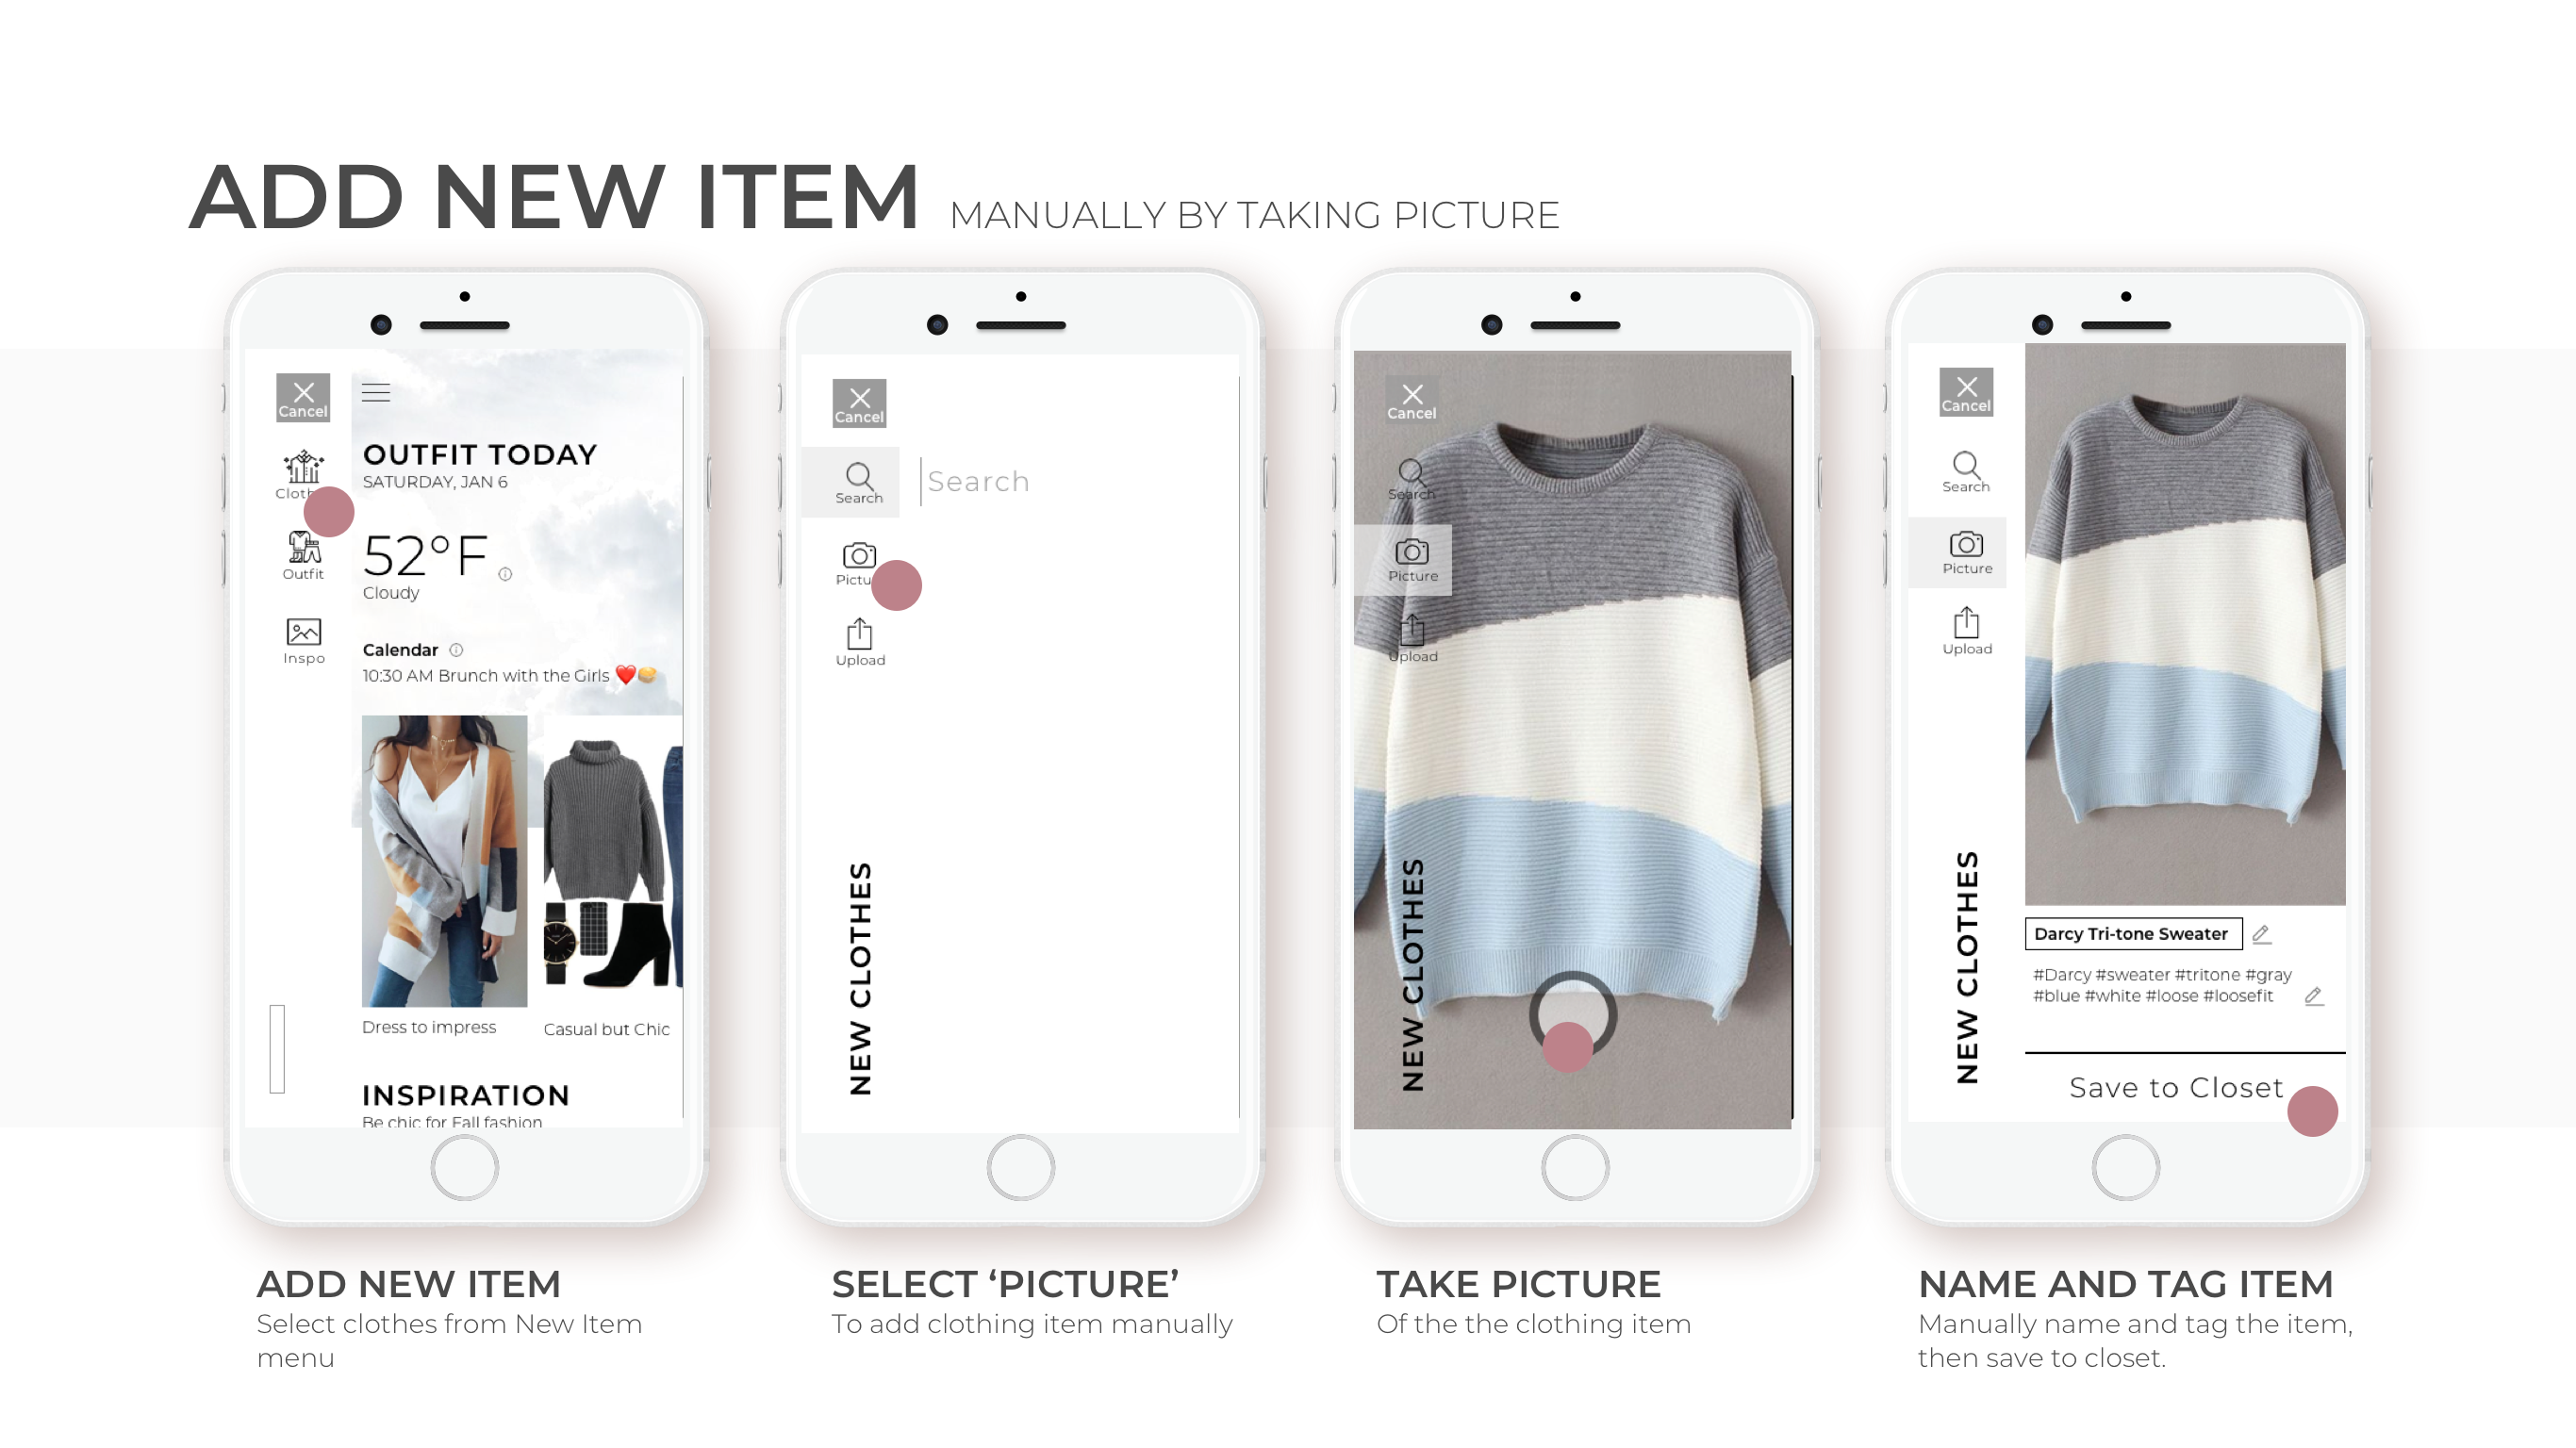 ADD NEW ITEM MANUALLY BY TAKING PICTURE
Cancel
OUTFIT TODAY
SATURDAY, JAN 6
52°F
Cloudy
Outfit
Inspo
Calendar
10:30 AM Brunch with the Girls ❤️
Dress to impress
Casual but Chic
INSPIRATION
Be chic for Fall fashion
Cancel
Search
Search
Upload
NEW CLOTHES
Cancel
Search
Picture
Upload
NEW CLOTHES
Cancel
Search
Picture
Upload
NEW CLOTHES
Darcy Tri-tone Sweater
#Darcy #sweater #tritone #gray
#blue #white #loose #loosefit
Save to Closet
ADD NEW ITEM
Select clothes from New Item
menu
SELECT ‘PICTURE’
To add clothing item manually
TAKE PICTURE
Of the the clothing item
NAME AND TAG ITEM
Manually name and tag the item,
then save to closet.